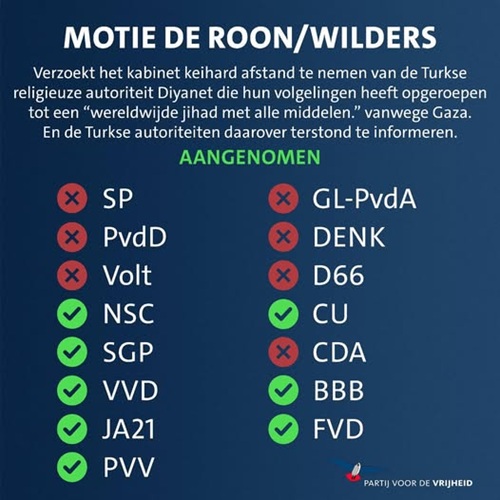 MOTIE DE ROON/WILDERS
Verzoekt het kabinet keihard afstand te nemen van de Turkse
religieuze autoriteit Diyanet die hun volgelingen heeft opgeroepen
tot een “wereldwijde jihad met alle middelen.” vanwege Gaza.
En de Turkse autoriteiten daarover terstond te informeren.
AANGENOMEN
SP
PvdD
Volt
NSC
SGP
VVD
JA21
PVV
GL-PvdA
DENK
D66
CU
CDA
BBB
FVD
PARTIJ VOOR DE VRIJHEID